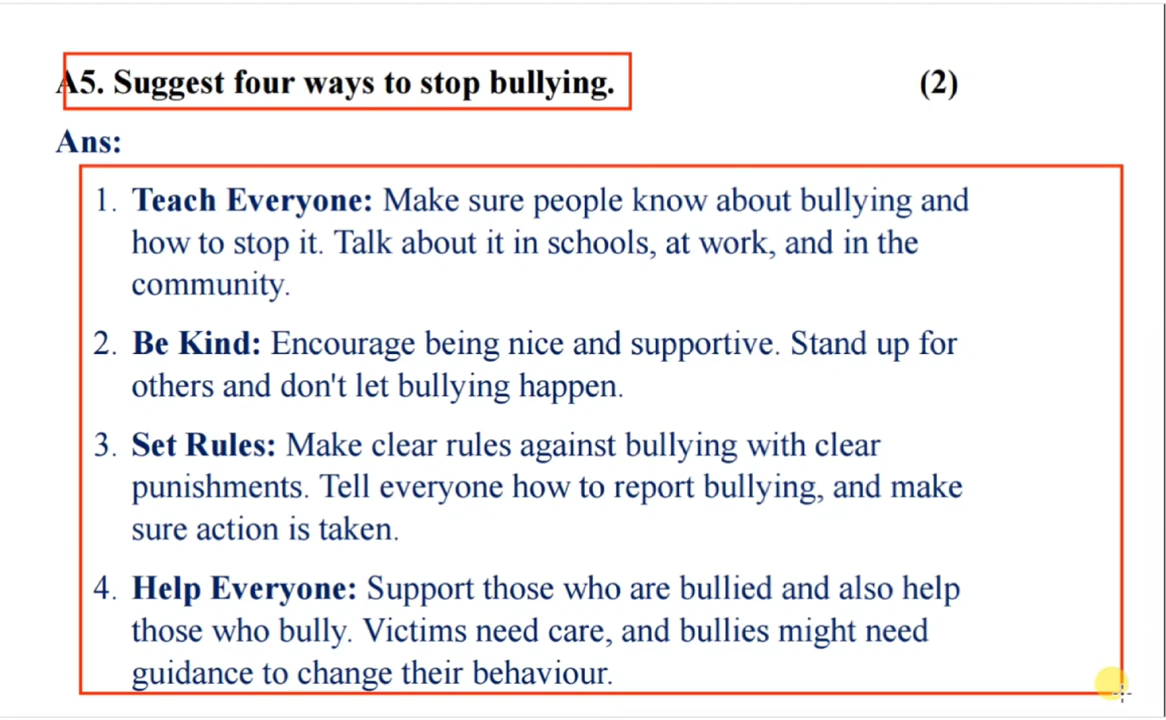 A5. Suggest four ways to stop bullying. (2)
Ans:
1. Teach Everyone: Make sure people know about bullying and
how to stop it. Talk about it in schools, at work, and in the
community.
2. Be Kind: Encourage being nice and supportive. Stand up for
others and don't let bullying happen.
3. Set Rules: Make clear rules against bullying with clear
punishments. Tell everyone how to report bullying, and make
sure action is taken.
4. Help Everyone: Support those who are bullied and also help
those who bully. Victims need care, and bullies might need
guidance to change their behaviour.